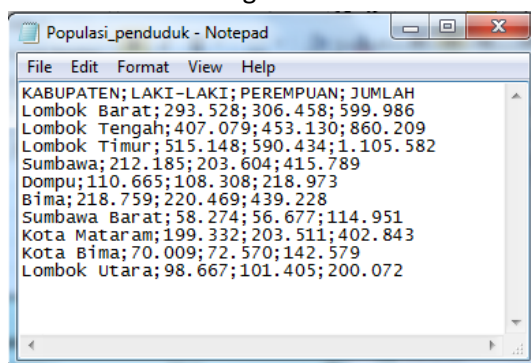 Populasi_penduduk - Notepad
File Edit Format View Help
KABUPATEN;LAKI-LAKI;PEREMPUAN;JUMLAH
Lombok Barat;293.528;306.458;599.986
Lombok Tengah;407.079;453.130;860.209
Lombok Timur;515.148;590.434;1.105.582
Sumbawa;212.185;203.604;415.789
Dompu;110.665;108.308;218.973
Bima;218.759;220.469;439.228
Sumbawa Barat;58.274;56.677;114.951
Kota Mataram;199.332;203.511;402.843
Kota Bima;70.009;72.570;142.579
Lombok Utara;98.667;101.405;200.072